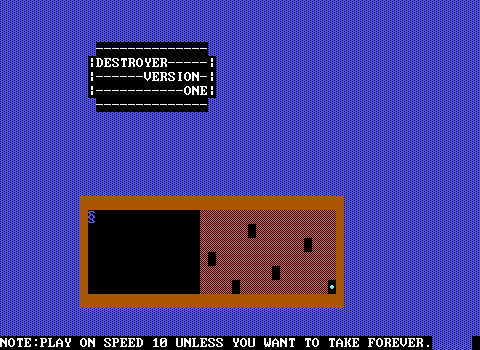 ---------------
¦DESTROYER-----¦
¦------VERSION-¦
¦-----------ONE¦
---------------
§
NOTE:PLAY ON SPEED 10 UNLESS YOU WANT TO TAKE FOREVER.